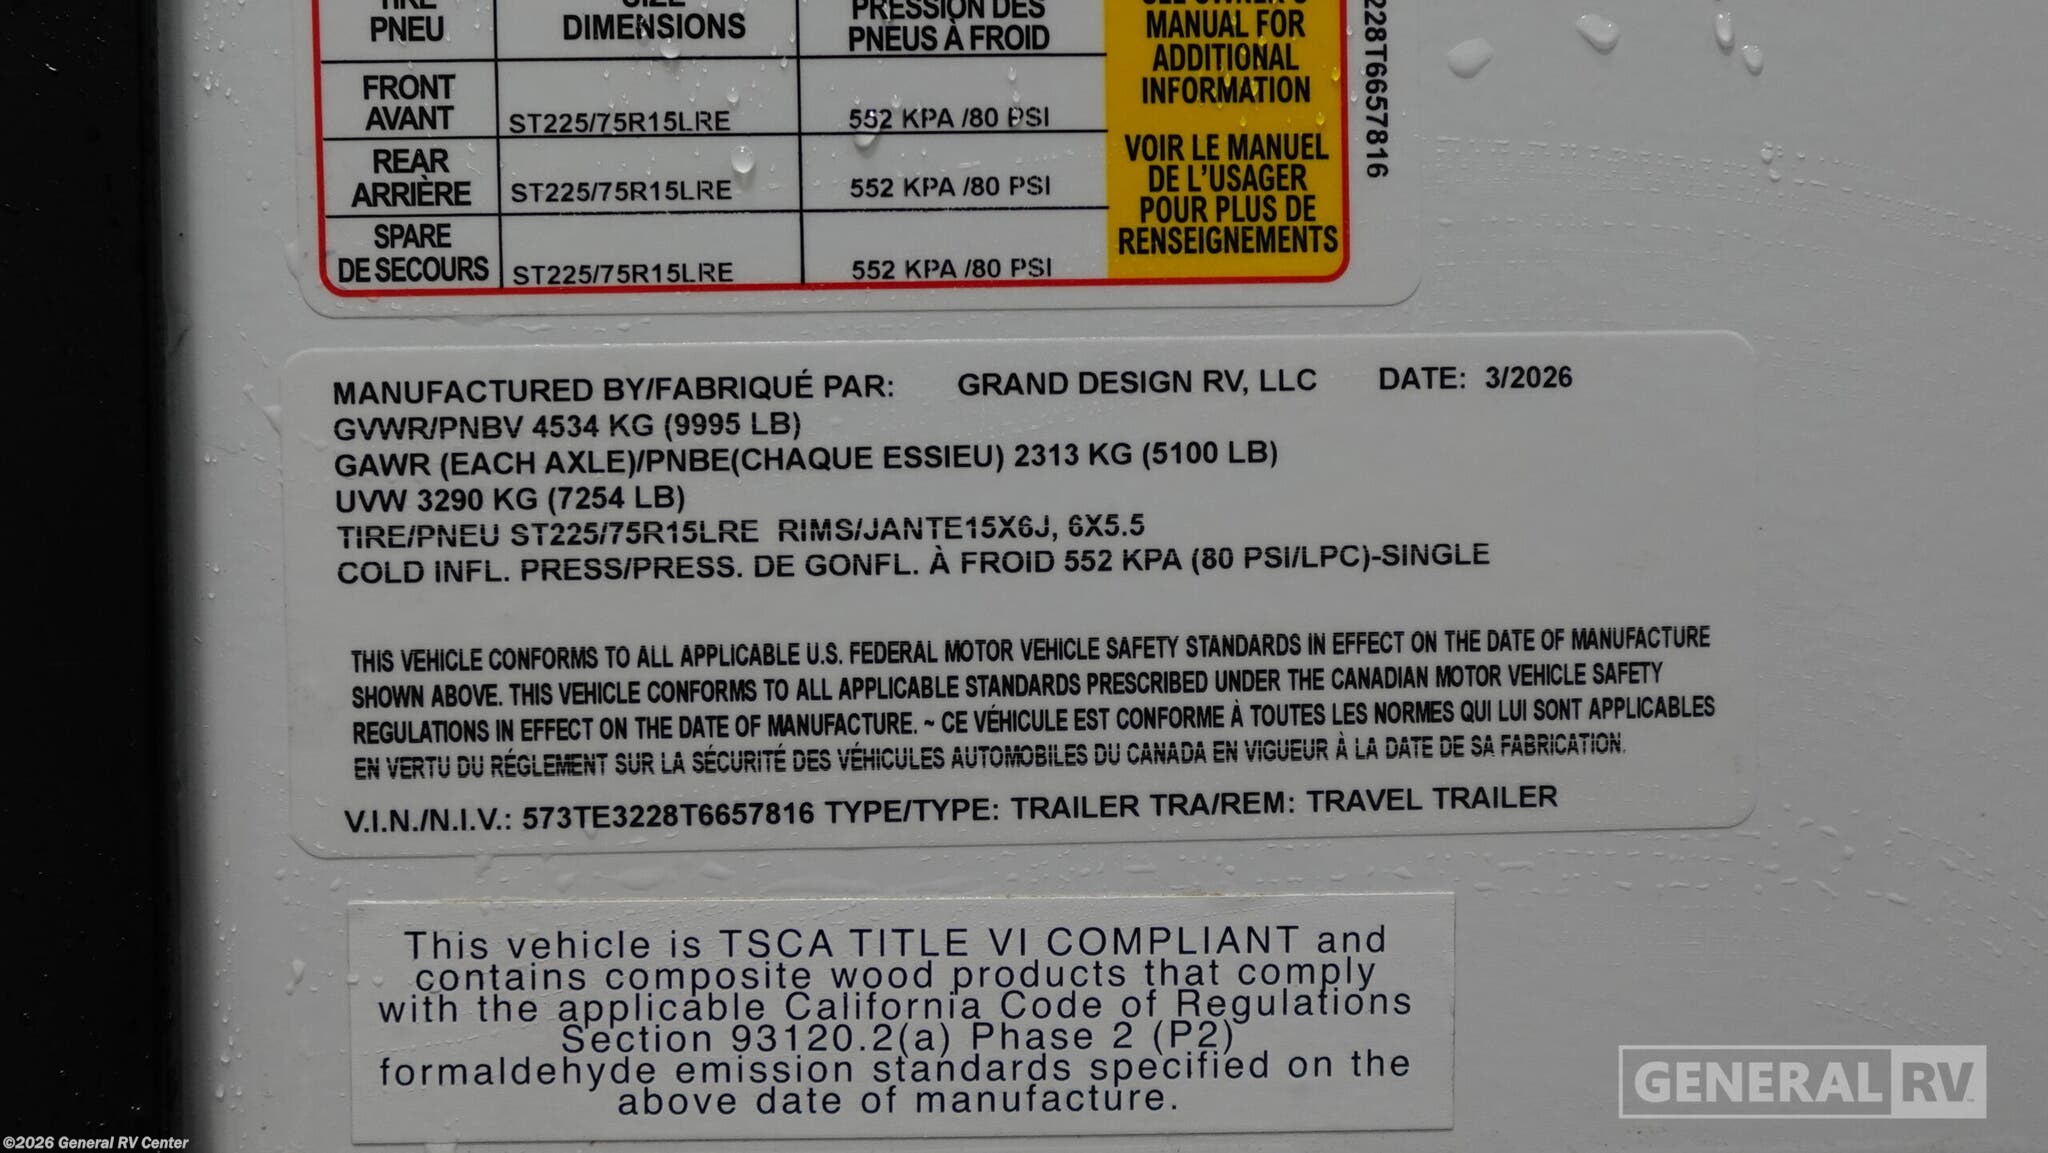 TIRE
PNEU
SIZE
DIMENSIONS
PRESSION DES
PNEUS À FROID
SEE OWNER'S
MANUAL FOR
ADDITIONAL
INFORMATION
VOIR LE MANUEL
DE L'USAGER
POUR PLUS DE
RENSEIGNEMENTS
228T6657816
FRONT
AVANT
ST225/75R15LRE
552 KPA /80 PSI
REAR
ARRIÈRE
ST225/75R15LRE
552 KPA /80 PSI
SPARE
DE SECOURS
ST225/75R15LRE
552 KPA /80 PSI
MANUFACTURED BY/FABRIQUÉ PAR: GRAND DESIGN RV, LLC DATE: 3/2026
GVWR/PNBV 4534 KG (9995 LB)
GAWR (EACH AXLE)/PNBE(CHAQUE ESSIEU) 2313 KG (5100 LB)
UVW 3290 KG (7254 LB)
TIRE/PNEU ST225/75R15LRE RIMS/JANTE15X6J, 6X5.5
COLD INFL. PRESS/PRESS. DE GONFL. À FROID 552 KPA (80 PSI/LPC)-SINGLE
THIS VEHICLE CONFORMS TO ALL APPLICABLE U.S. FEDERAL MOTOR VEHICLE SAFETY STANDARDS IN EFFECT ON THE DATE OF MANUFACTURE
SHOWN ABOVE. THIS VEHICLE CONFORMS TO ALL APPLICABLE STANDARDS PRESCRIBED UNDER THE CANADIAN MOTOR VEHICLE SAFETY
REGULATIONS IN EFFECT ON THE DATE OF MANUFACTURE. ~ CE VÉHICULE EST CONFORME À TOUTES LES NORMES QUI LUI SONT APPLICABLES
EN VERTU DU RÉGLEMENT SUR LA SÉCURITÉ DES VÉHICULES AUTOMOBILES DU CANADA EN VIGUEUR À LA DATE DE SA FABRICATION.
V.I.N./N.I.V.: 573TE3228T6657816 TYPE/TYPE: TRAILER TRA/REM: TRAVEL TRAILER
This vehicle is TSCA TITLE VI COMPLIANT and
contains composite wood products that comply
with the applicable California Code of Regulations
Section 93120.2(a) Phase 2 (P2)
formaldehyde emission standards specified on the
above date of manufacture.
GENERAL RV
©2026 General RV Center